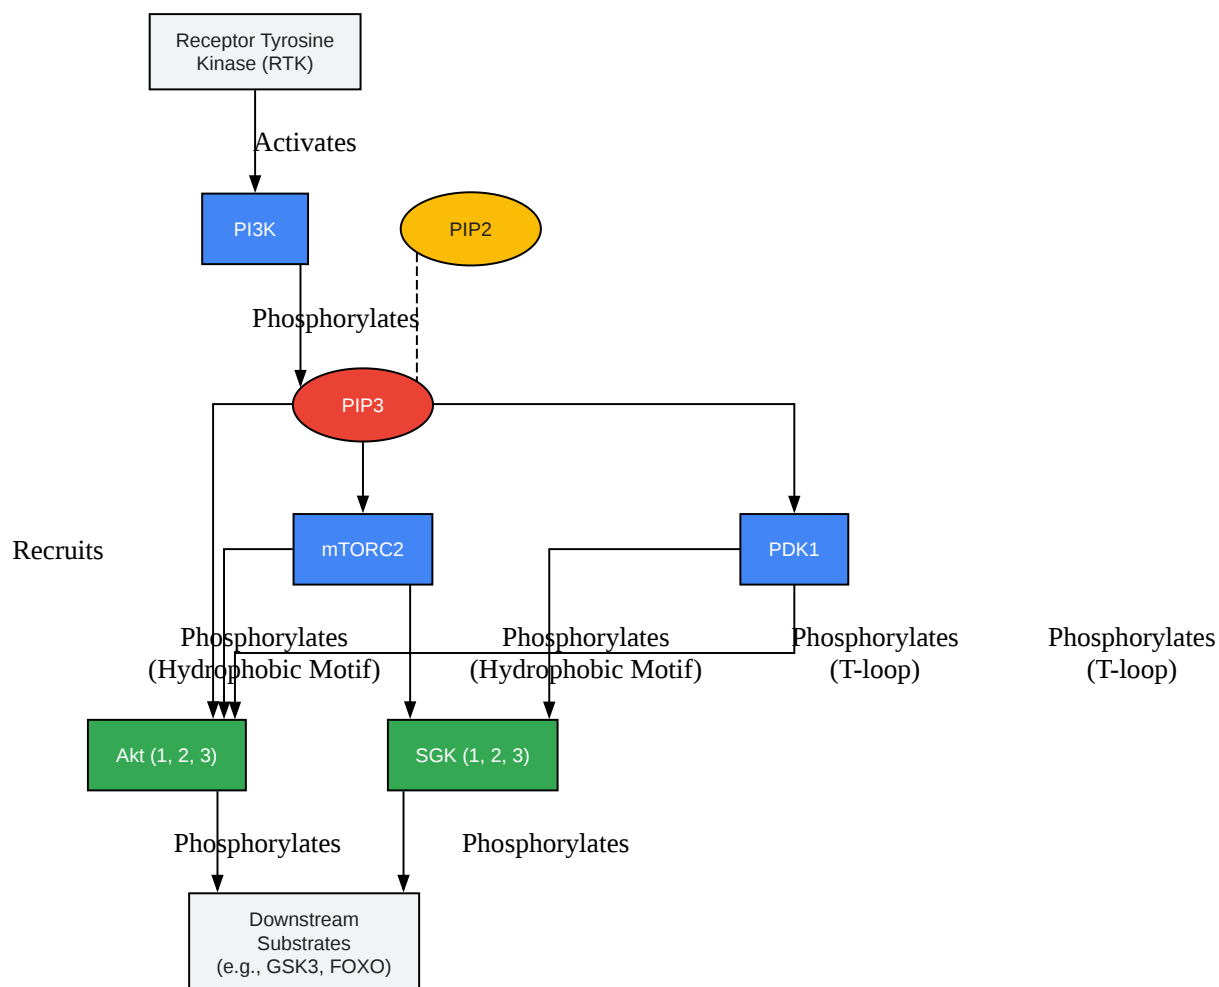 Receptor Tyrosine
Kinase (RTK)
Activates
PI3K
PIP2
Phosphorylates
PIP3
Recruits
mTORC2
PDK1
Phosphorylates
(Hydrophobic Motif)
Phosphorylates
(Hydrophobic Motif)
Phosphorylates
(T-loop)
Phosphorylates
(T-loop)
Akt (1, 2, 3)
SGK (1, 2, 3)
Phosphorylates
Phosphorylates
Downstream
Substrates
(e.g., GSK3, FOXO)